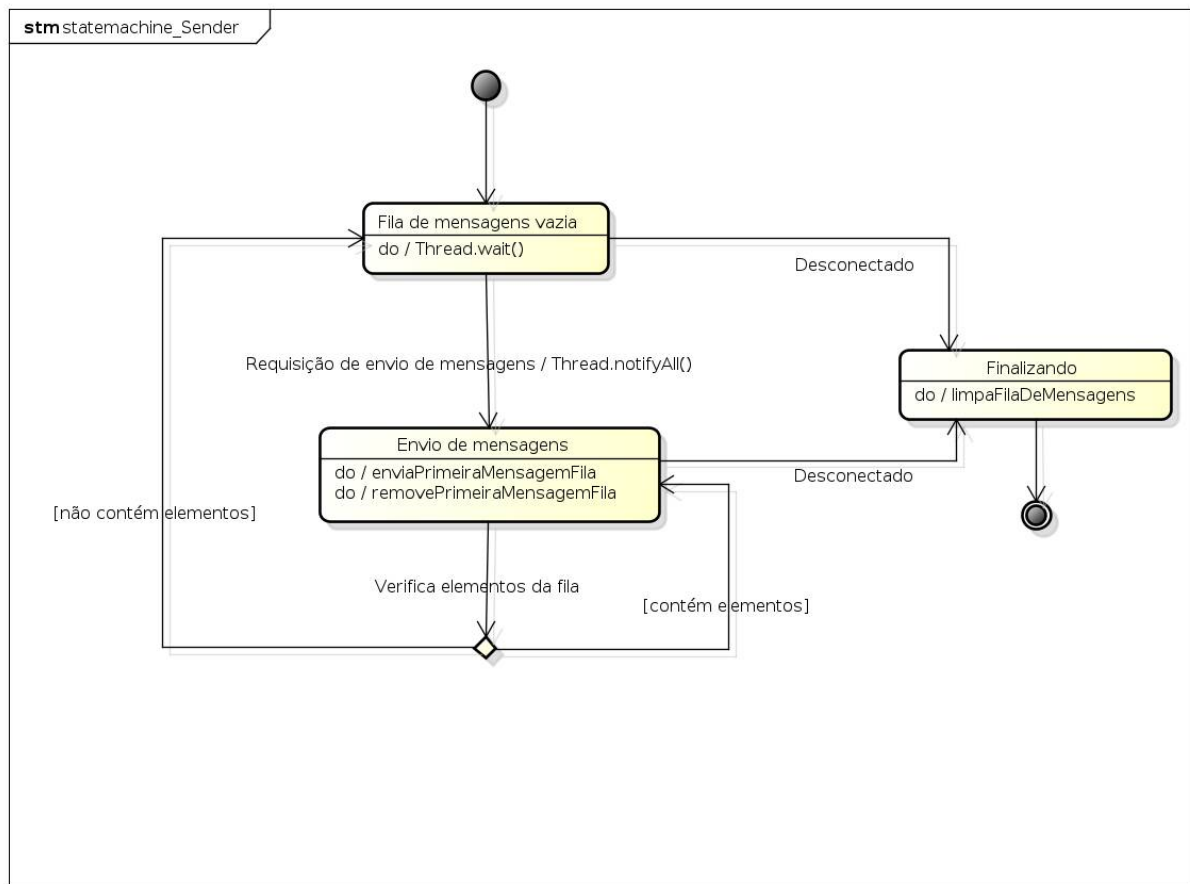 stm statemachine_Sender
Fila de mensagens vazia
do / Thread.wait()
Desconectado
Requisição de envio de mensagens / Thread.notifyAll()
Finalizando
do / limpaFilaDeMensagens
Envio de mensagens
do / enviaPrimeiraMensagemFila
do / removePrimeiraMensagemFila
Desconectado
[não contém elementos]
Verifica elementos da fila
[contém elementos]